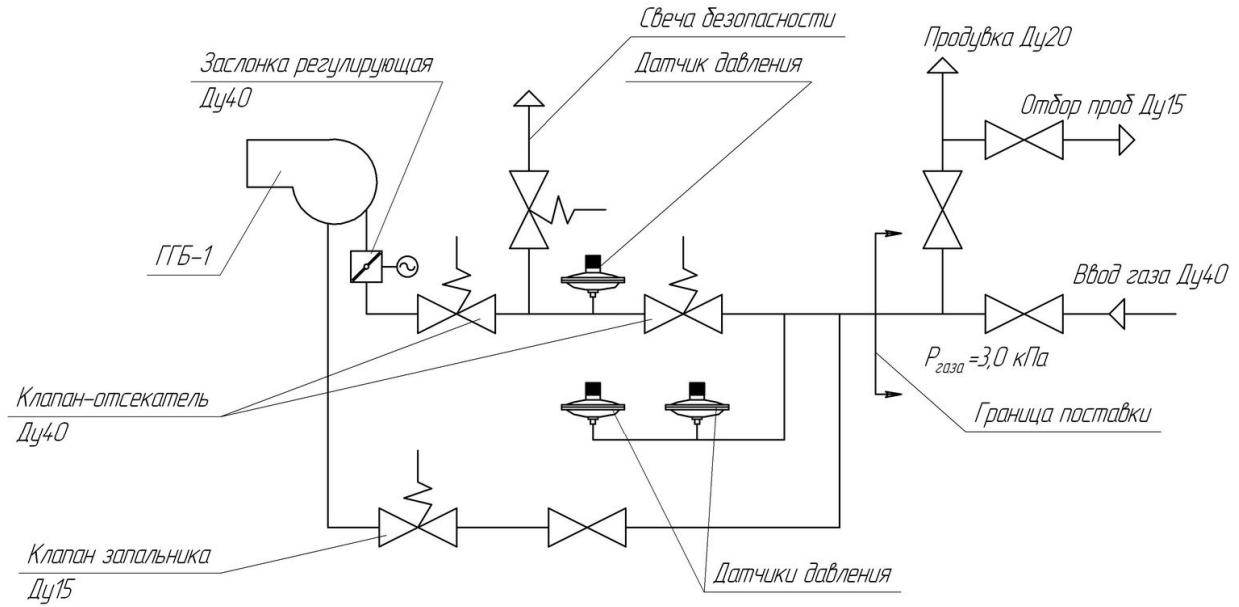 Свеча безопасности
Продувка Ду20
Заслонка регулирующая
Ду40
Датчик давления
Отбор проб Ду15
ГГБ-1
Ввод газа Ду40
Pгаза=3,0 кПа
Клапан-отсекатель
Ду40
Граница поставки
Клапан запальника
Ду15
Датчики давления